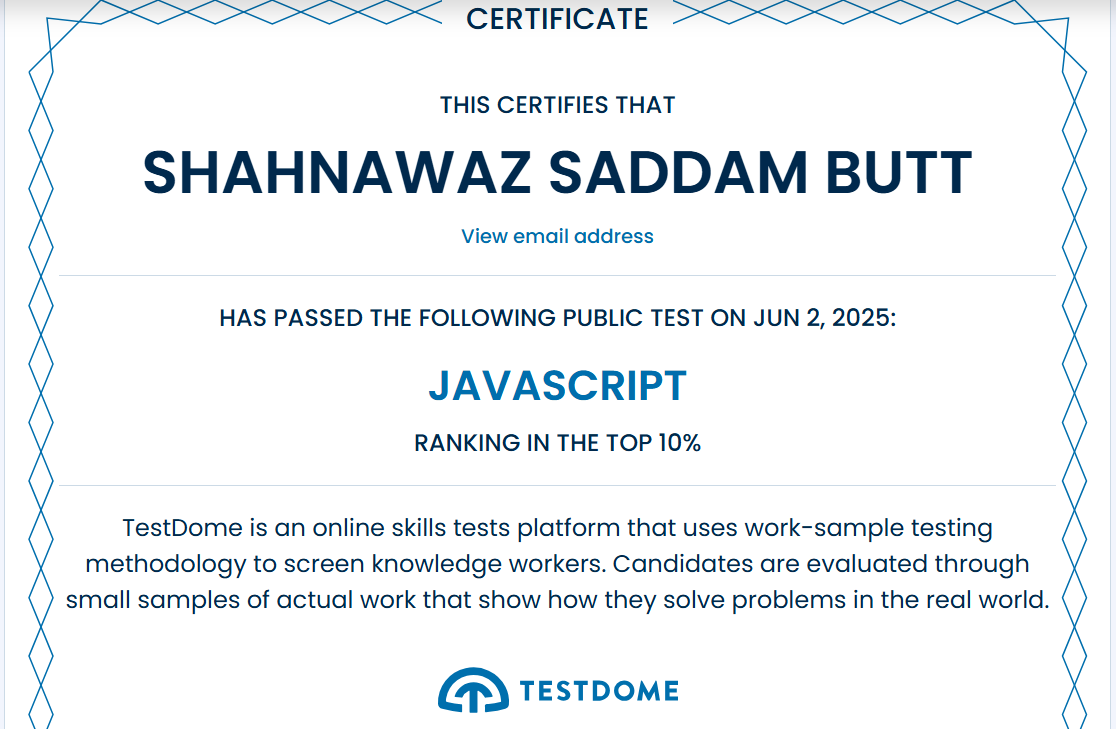 CERTIFICATE
THIS CERTIFIES THAT
SHAHNAWAZ SADDAM BUTT
View email address
HAS PASSED THE FOLLOWING PUBLIC TEST ON JUN 2, 2025:
JAVASCRIPT
RANKING IN THE TOP 10%
TestDome is an online skills tests platform that uses work-sample testing
methodology to screen knowledge workers. Candidates are evaluated through
small samples of actual work that show how they solve problems in the real world.
TESTDOME